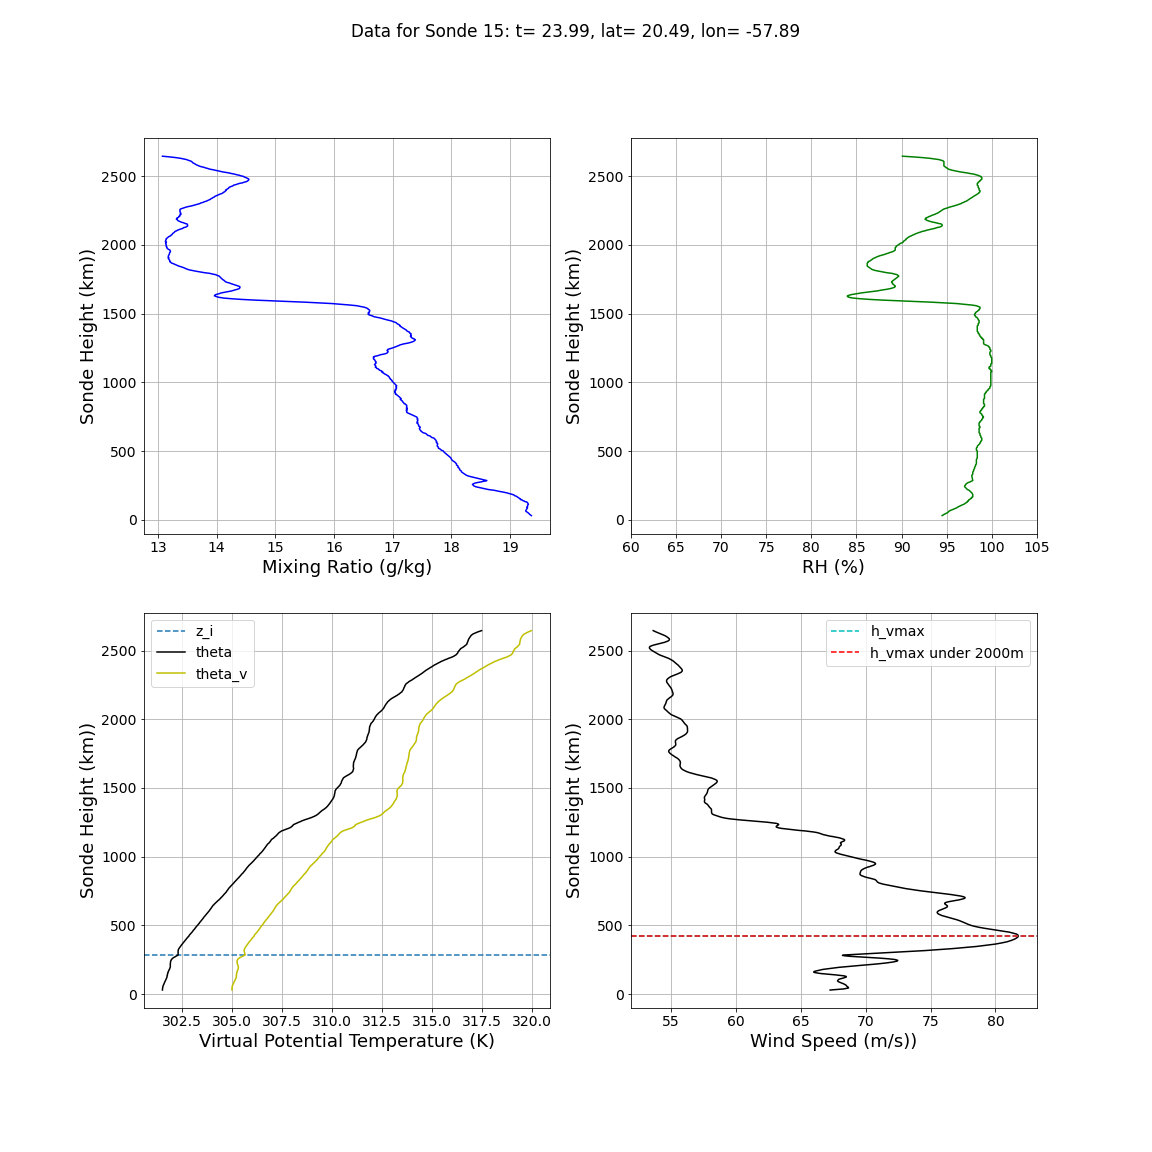 Data for Sonde 15: t= 23.99, lat= 20.49, lon= -57.89
2500
2000
1500
1000
500
0
Sonde Height (km))
13 14 15 16 17 18 19
Mixing Ratio (g/kg)
2500
2000
1500
1000
500
0
Sonde Height (km))
60 65 70 75 80 85 90 95 100 105
RH (%)
z_i
theta
theta_v
2500
2000
1500
1000
500
0
Sonde Height (km))
302.5 305.0 307.5 310.0 312.5 315.0 317.5 320.0
Virtual Potential Temperature (K)
h_vmax
h_vmax under 2000m
2500
2000
1500
1000
500
0
Sonde Height (km))
55 60 65 70 75 80
Wind Speed (m/s))